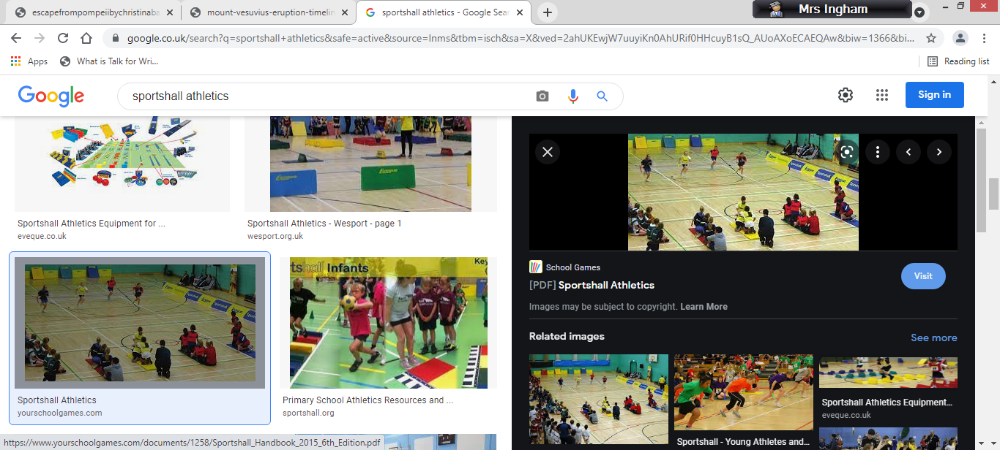 escapefrompompeiibychristinaba
mount-vesuvius-eruption-timelin
sportshall athletics - Google Sear
Mrs Ingham
google.co.uk/search?q=sportshall+athletics&safe=active&source=lnms&tbm=isch&sa=X&ved=2ahUKEwjW7uuyiKn0AhURif0HHcuyB1sQ_AUoAXoECAEQAw&biw=1366&bi...
Apps
What is Talk for Wri...
Reading list
Google
sportshall athletics
Sign in
Sportshall Athletics Equipment for ...
eveque.co.uk
Sportshall Athletics - Wesport - page 1
wesport.org.uk
Sportshall Athletics
yourschoolgames.com
Infants
Key
Primary School Athletics Resources and ...
sportshall.org
School Games
[PDF] Sportshall Athletics
Visit
Images may be subject to copyright. Learn More
Related images
See more
Sportshall - Young Athletes and...
Sportshall Athletics Equipment...
eveque.co.uk
https://www.yourschoolgames.com/documents/1258/Sportshall_Handbook_2015_6th_Edition.pdf